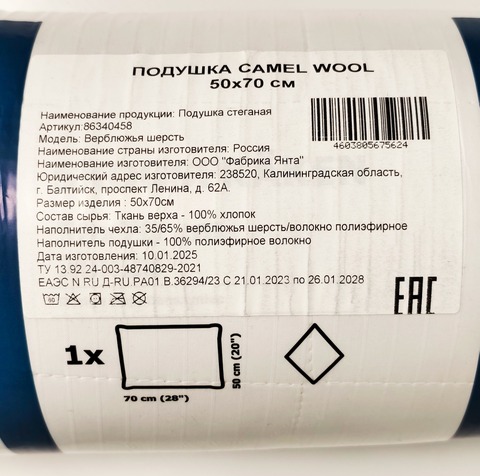 ПОДУШКА CAMEL WOOL
50х70 см
Наименование продукции: Подушка стеганая
Артикул:86340458
Модель: Верблюжья шерсть
Наименование страны изготовителя: Россия
Наименование изготовителя: ООО "Фабрика Янта"
Юридический адрес изготовителя: 238520, Калининградская область,
г. Балтийск, проспект Ленина, д. 62А.
Размер изделия : 50х70см
Состав сырья: Ткань верха - 100% хлопок
Наполнитель чехла: 35/65% верблюжья шерсть/волокно полиэфирное
Наполнитель подушки - 100% полиэфирное волокно
Дата изготовления: 10.01.2025
ТУ 13 92 24-003-48740829-2021
ЕАЭС N RU Д-RU.РА01 В.36294/23 С 21.01.2023 по 26.01.2028
4603805675624
EAC
1x
50 cm (20")
70 cm (28")